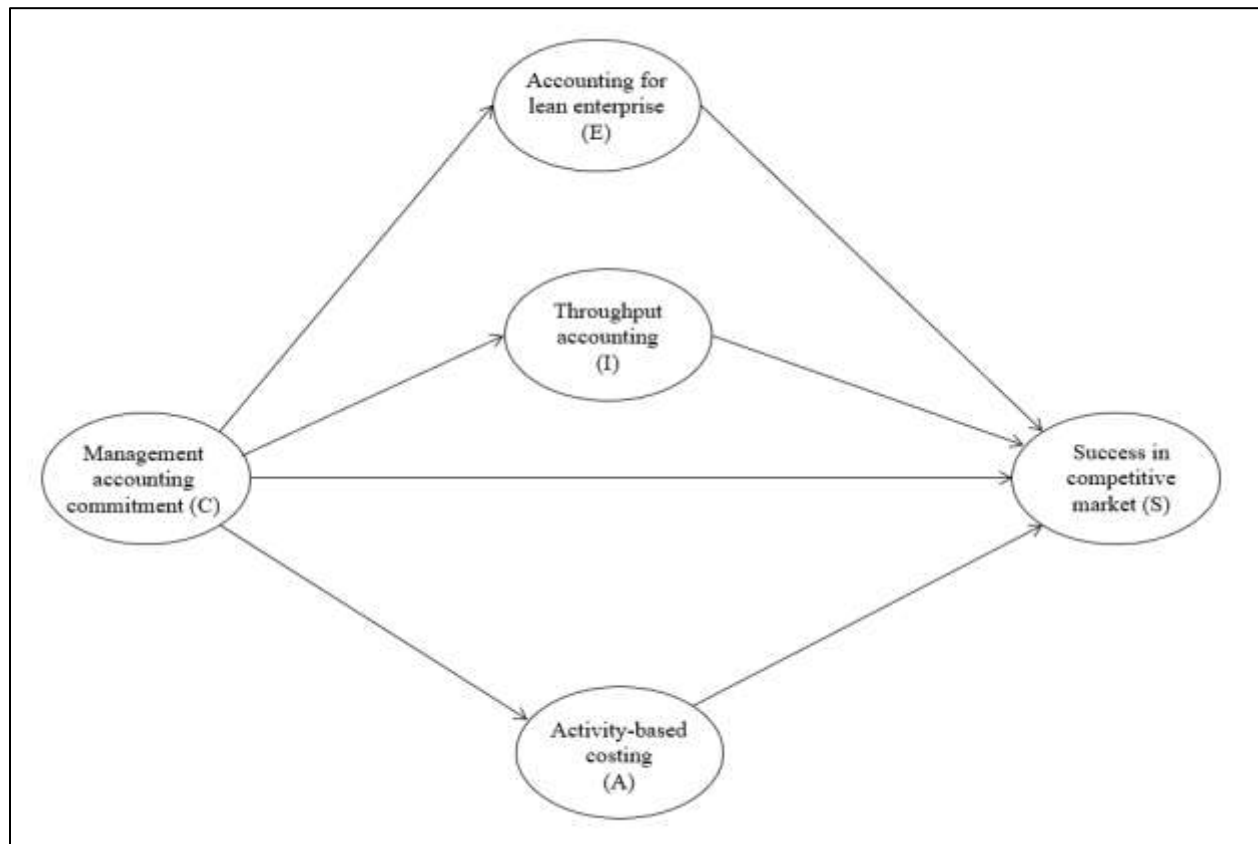 Accounting for
lean enterprise
(E)
Throughput
accounting
(I)
Management
accounting
commitment (C)
Success in
competitive
market (S)
Activity-based
costing
(A)